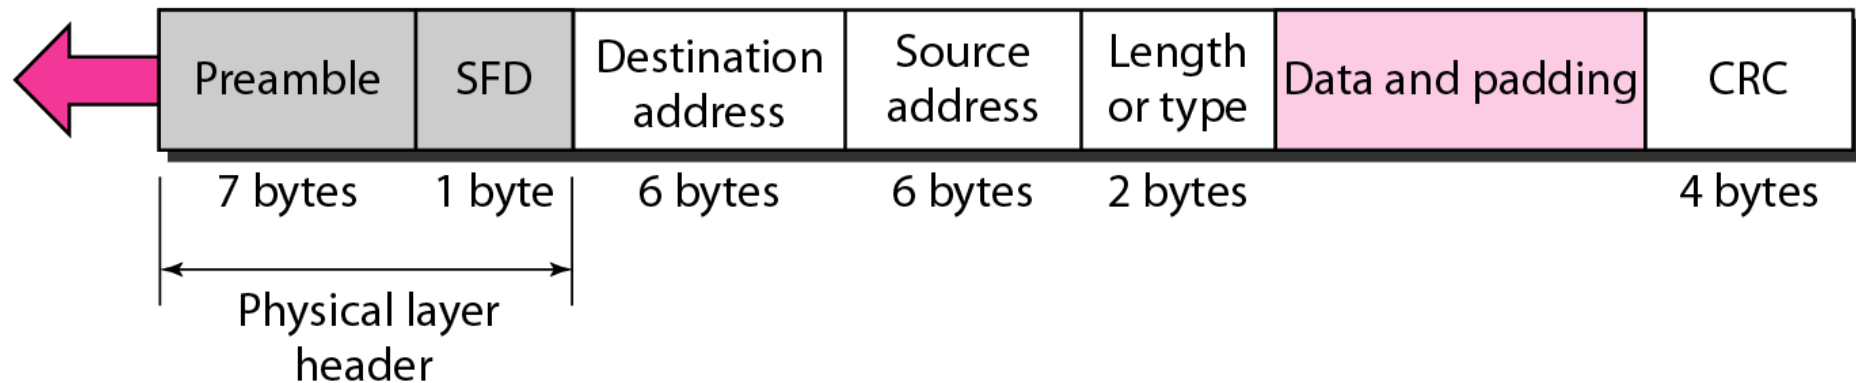 Preamble
SFD
Destination
address
Source
address
Length
or type
Data and padding
CRC
7 bytes
1 byte
6 bytes
6 bytes
2 bytes
4 bytes
Physical layer
header